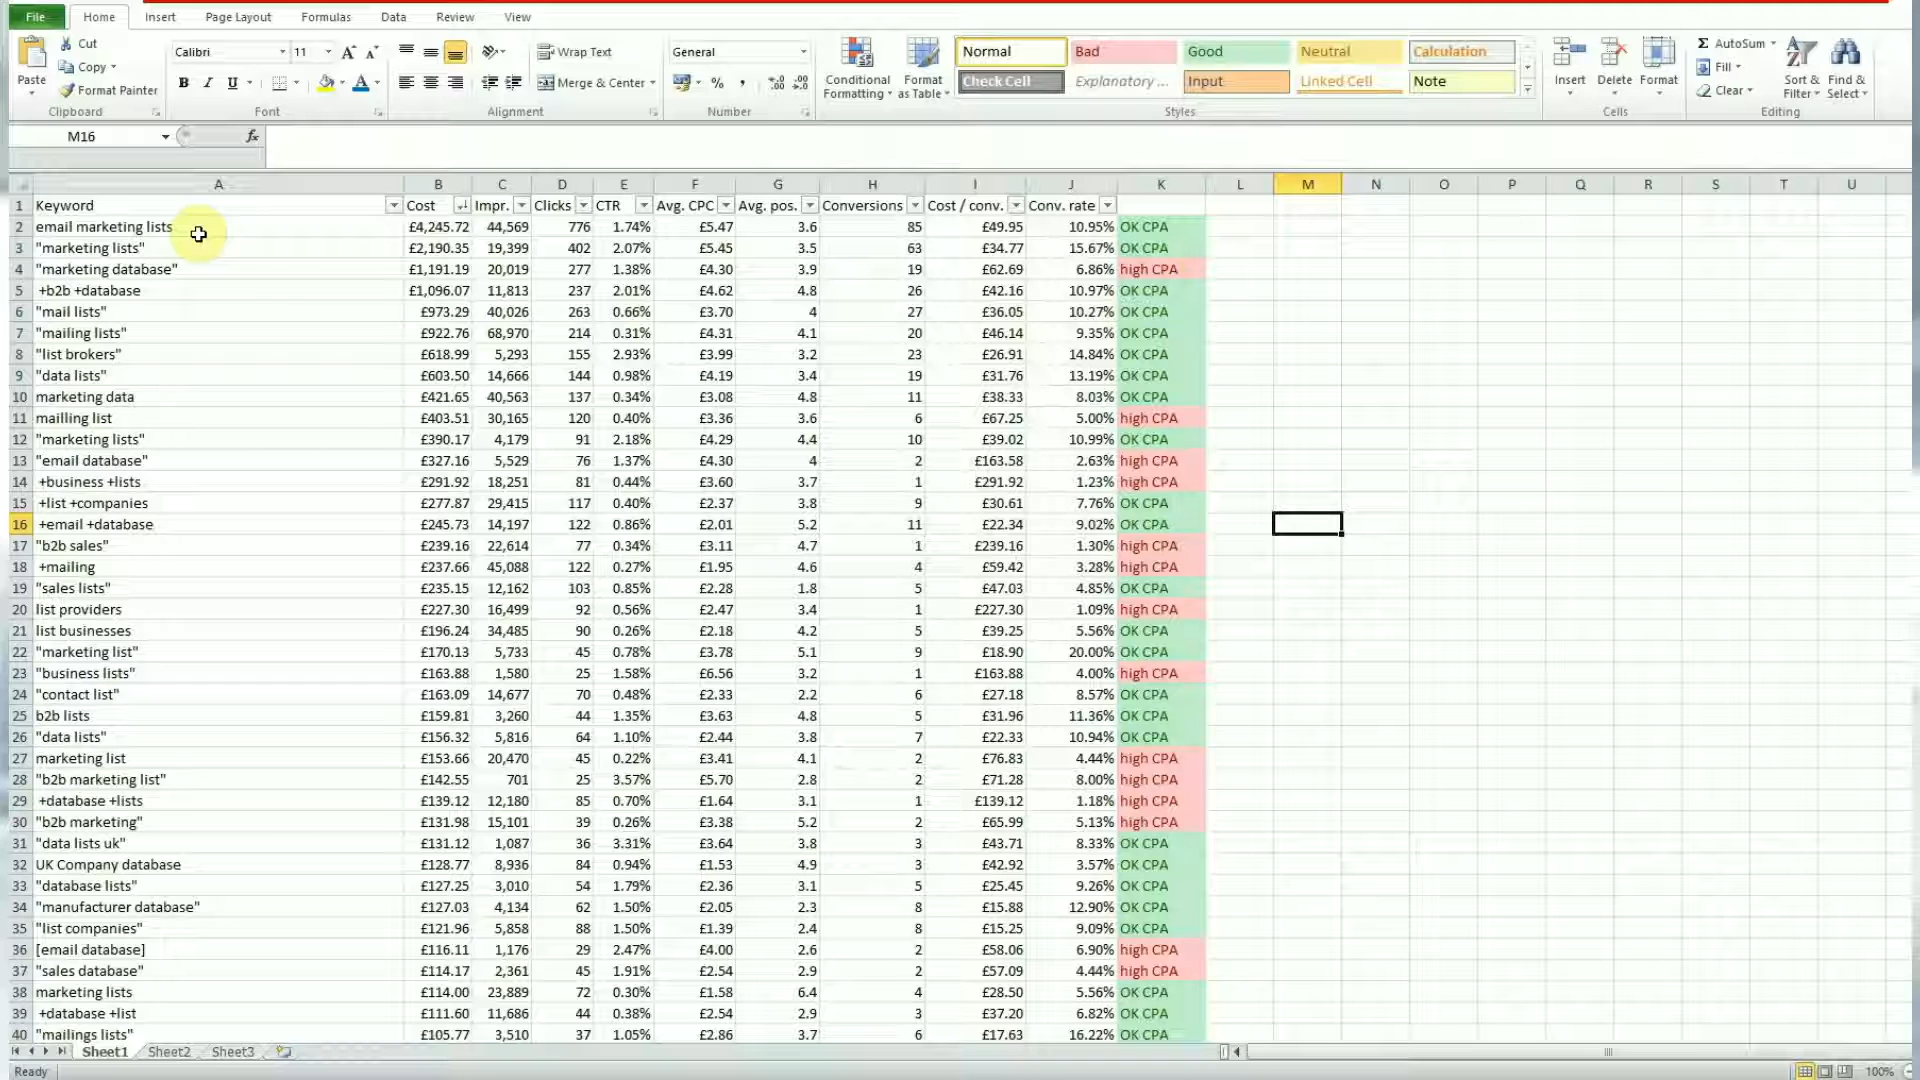 File Home Insert Page Layout Formulas Data Review View
Cut
Copy
Format Painter
Paste
Clipboard
Calibri 11
B I U
Font
Wrap Text
Merge & Center
Alignment
General
% ,
Number
Conditional Formatting
Format as Table
Normal Bad Good Neutral Calculation
Check Cell Explanatory ... Input Linked Cell Note
Styles
Insert Delete Format
Cells
Σ AutoSum
Fill
Clear
Sort & Filter
Find & Select
Editing
M16 fx
A B C D E F G H I J K L M N O P Q R S T U
1 Keyword Cost Impr. Clicks CTR Avg. CPC Avg. pos. Conversions Cost / conv. Conv. rate
2 email marketing lists £4,245.72 44,569 776 1.74% £5.47 3.6 85 £49.95 10.95% OK CPA
3 "marketing lists" £2,190.35 19,399 402 2.07% £5.45 3.5 63 £34.77 15.67% OK CPA
4 "marketing database" £1,191.19 20,019 277 1.38% £4.30 3.9 19 £62.69 6.86% high CPA
5 +b2b +database £1,096.07 11,813 237 2.01% £4.62 4.8 26 £42.16 10.97% OK CPA
6 "mail lists" £973.29 40,026 263 0.66% £3.70 4 27 £36.05 10.27% OK CPA
7 "mailing lists" £922.76 68,970 214 0.31% £4.31 4.1 20 £46.14 9.35% OK CPA
8 "list brokers" £618.99 5,293 155 2.93% £3.99 3.2 23 £26.91 14.84% OK CPA
9 "data lists" £603.50 14,666 144 0.98% £4.19 3.4 19 £31.76 13.19% OK CPA
10 marketing data £421.65 40,563 137 0.34% £3.08 4.8 11 £38.33 8.03% OK CPA
11 mailling list £403.51 30,165 120 0.40% £3.36 3.6 6 £67.25 5.00% high CPA
12 "marketing lists" £390.17 4,179 91 2.18% £4.29 4.4 10 £39.02 10.99% OK CPA
13 "email database" £327.16 5,529 76 1.37% £4.30 4 2 £163.58 2.63% high CPA
14 +business +lists £291.92 18,251 81 0.44% £3.60 3.7 1 £291.92 1.23% high CPA
15 +list +companies £277.87 29,415 117 0.40% £2.37 3.8 9 £30.61 7.76% OK CPA
16 +email +database £245.73 14,197 122 0.86% £2.01 5.2 11 £22.34 9.02% OK CPA
17 "b2b sales" £239.16 22,614 77 0.34% £3.11 4.7 1 £239.16 1.30% high CPA
18 +mailing £237.66 45,088 122 0.27% £1.95 4.6 4 £59.42 3.28% high CPA
19 "sales lists" £235.15 12,162 103 0.85% £2.28 1.8 5 £47.03 4.85% OK CPA
20 list providers £227.30 16,499 92 0.56% £2.47 3.4 1 £227.30 1.09% high CPA
21 list businesses £196.24 34,485 90 0.26% £2.18 4.2 5 £39.25 5.56% OK CPA
22 "marketing list" £170.13 5,733 45 0.78% £3.78 5.1 9 £18.90 20.00% OK CPA
23 "business lists" £163.88 1,580 25 1.58% £6.56 3.2 1 £163.88 4.00% high CPA
24 "contact list" £163.09 14,677 70 0.48% £2.33 2.2 6 £27.18 8.57% OK CPA
25 b2b lists £159.81 3,260 44 1.35% £3.63 4.8 5 £31.96 11.36% OK CPA
26 "data lists" £156.32 5,816 64 1.10% £2.44 3.8 7 £22.33 10.94% OK CPA
27 marketing list £153.66 20,470 45 0.22% £3.41 4.1 2 £76.83 4.44% high CPA
28 "b2b marketing list" £142.55 701 25 3.57% £5.70 2.8 2 £71.28 8.00% high CPA
29 +database +lists £139.12 12,180 85 0.70% £1.64 3.1 1 £139.12 1.18% high CPA
30 "b2b marketing" £131.98 15,101 39 0.26% £3.38 5.2 2 £65.99 5.13% high CPA
31 "data lists uk" £131.12 1,087 36 3.31% £3.64 3.8 3 £43.71 8.33% OK CPA
32 UK Company database £128.77 8,936 84 0.94% £1.53 4.9 3 £42.92 3.57% OK CPA
33 "database lists" £127.25 3,010 54 1.79% £2.36 3.1 5 £25.45 9.26% OK CPA
34 "manufacturer database" £127.03 4,134 62 1.50% £2.05 2.3 8 £15.88 12.90% OK CPA
35 "list companies" £121.96 5,858 88 1.50% £1.39 2.4 8 £15.25 9.09% OK CPA
36 [email database] £116.11 1,176 29 2.47% £4.00 2.6 2 £58.06 6.90% high CPA
37 "sales database" £114.17 2,361 45 1.91% £2.54 2.9 2 £57.09 4.44% high CPA
38 marketing lists £114.00 23,889 72 0.30% £1.58 6.4 4 £28.50 5.56% OK CPA
39 +database +list £111.60 11,686 44 0.38% £2.54 2.9 3 £37.20 6.82% OK CPA
40 "mailings lists" £105.77 3,510 37 1.05% £2.86 3.7 6 £17.63 16.22% OK CPA
Sheet1 Sheet2 Sheet3
Ready 100%